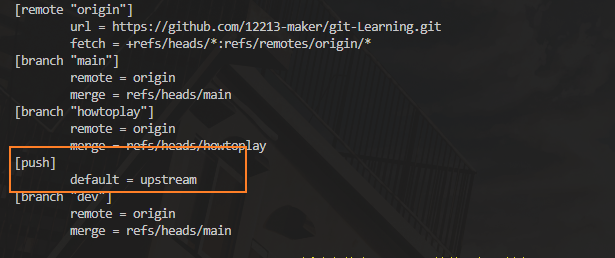 [remote "origin"]
url = https://github.com/12213-maker/git-Learning.git
fetch = +refs/heads/*:refs/remotes/origin/*
[branch "main"]
remote = origin
merge = refs/heads/main
[branch "howtoplay"]
remote = origin
merge = refs/heads/howtoplay
[push]
default = upstream
[branch "dev"]
remote = origin
merge = refs/heads/main